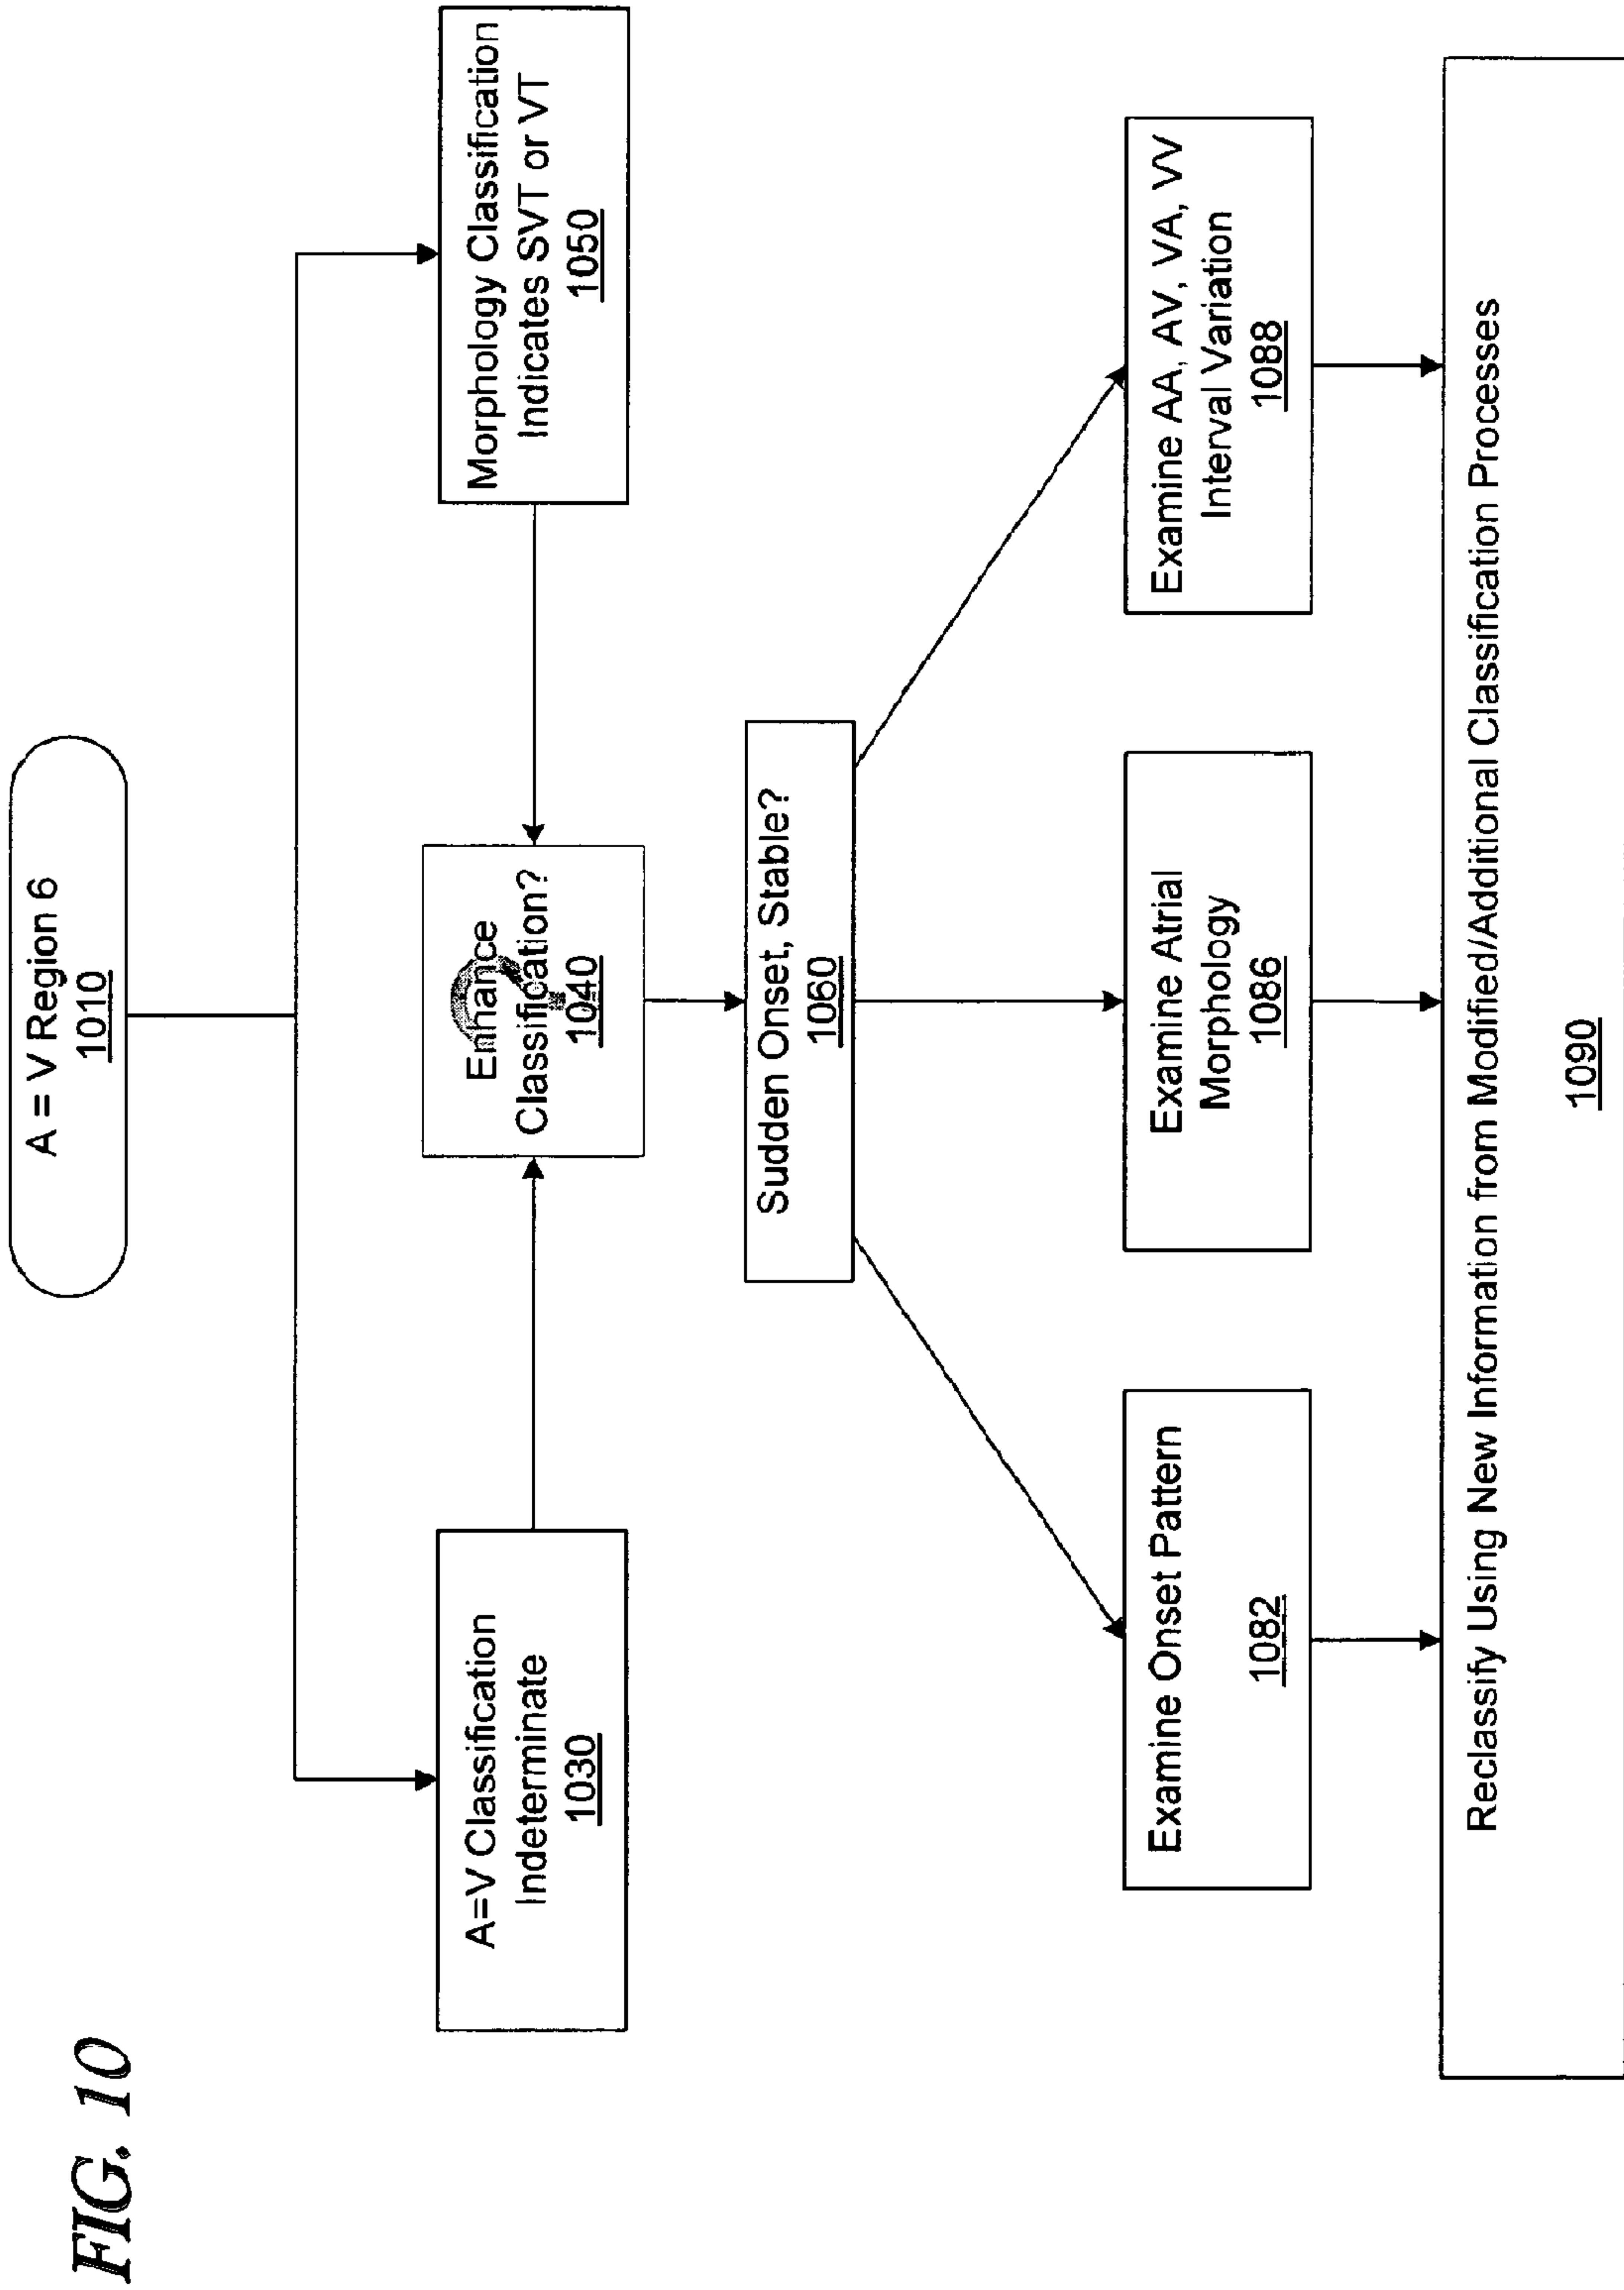 FIG. 10
A = V Region 6
1010
A=V Classification
Indeterminate
1030
Enhance
Classification?
1040
Morphology Classification
Indicates SVT or VT
1050
Sudden Onset, Stable?
1060
Examine Onset Pattern
1082
Examine Atrial
Morphology
1086
Examine AA, AV, VA, VV
Interval Variation
1088
Reclassify Using New Information from Modified/Additional Classification Processes
1090